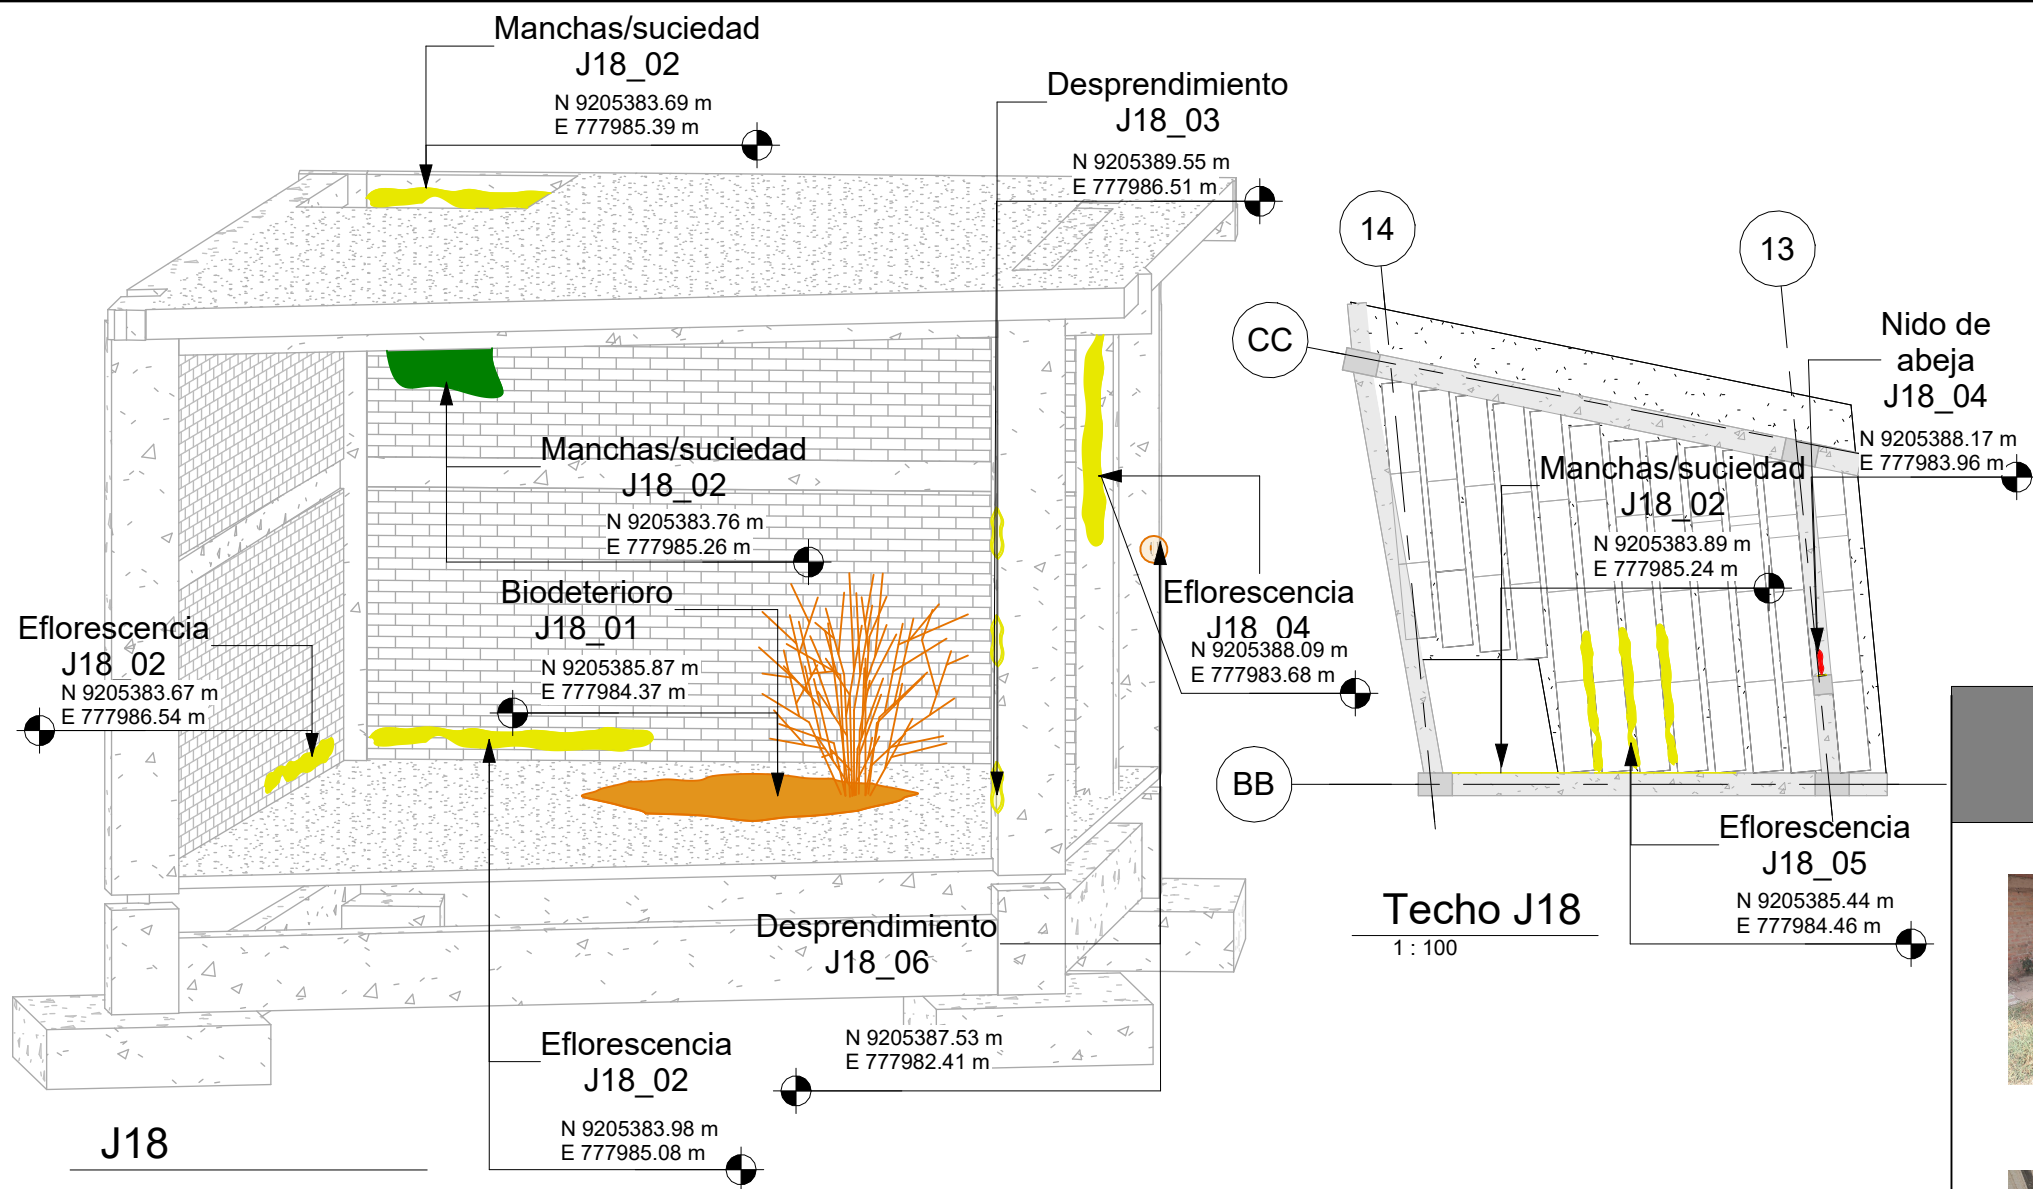 Manchas/suciedad
J18_02
N 9205383.69 m
E 777985.39 m
Desprendimiento
J18_03
N 9205389.55 m
E 777986.51 m
Manchas/suciedad
J18_02
N 9205383.76 m
E 777985.26 m
Biodeterioro
J18_01
N 9205385.87 m
E 777984.37 m
Eflorescencia
J18_02
N 9205383.67 m
E 777986.54 m
Eflorescencia
J18_04
N 9205388.09 m
E 777983.68 m
Desprendimiento
J18_06
N 9205387.53 m
E 777982.41 m
Eflorescencia
J18_02
N 9205383.98 m
E 777985.08 m
J18
14
13
CC
BB
Nido de
abeja
J18_04
N 9205388.17 m
E 777983.96 m
Manchas/suciedad
J18_02
N 9205383.89 m
E 777985.24 m
Eflorescencia
J18_05
N 9205385.44 m
E 777984.46 m
Techo J18
1 : 100